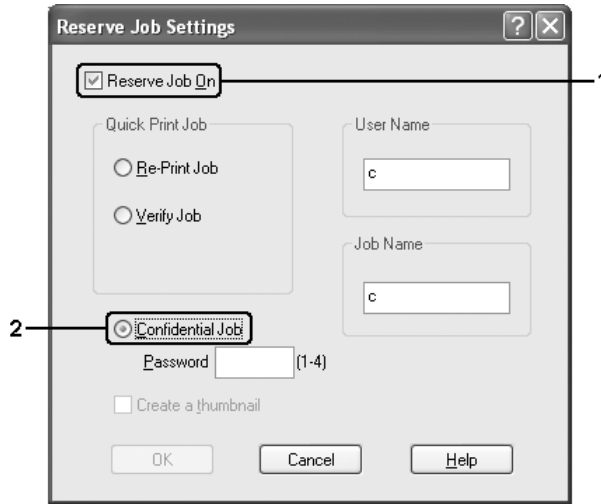 Reserve Job Settings
Reserve Job On
1
Quick Print Job
User Name
Re-Print Job
c
Verify Job
Job Name
c
2
Confidential Job
Password
(1-4)
Create a thumbnail
OK
Cancel
Help